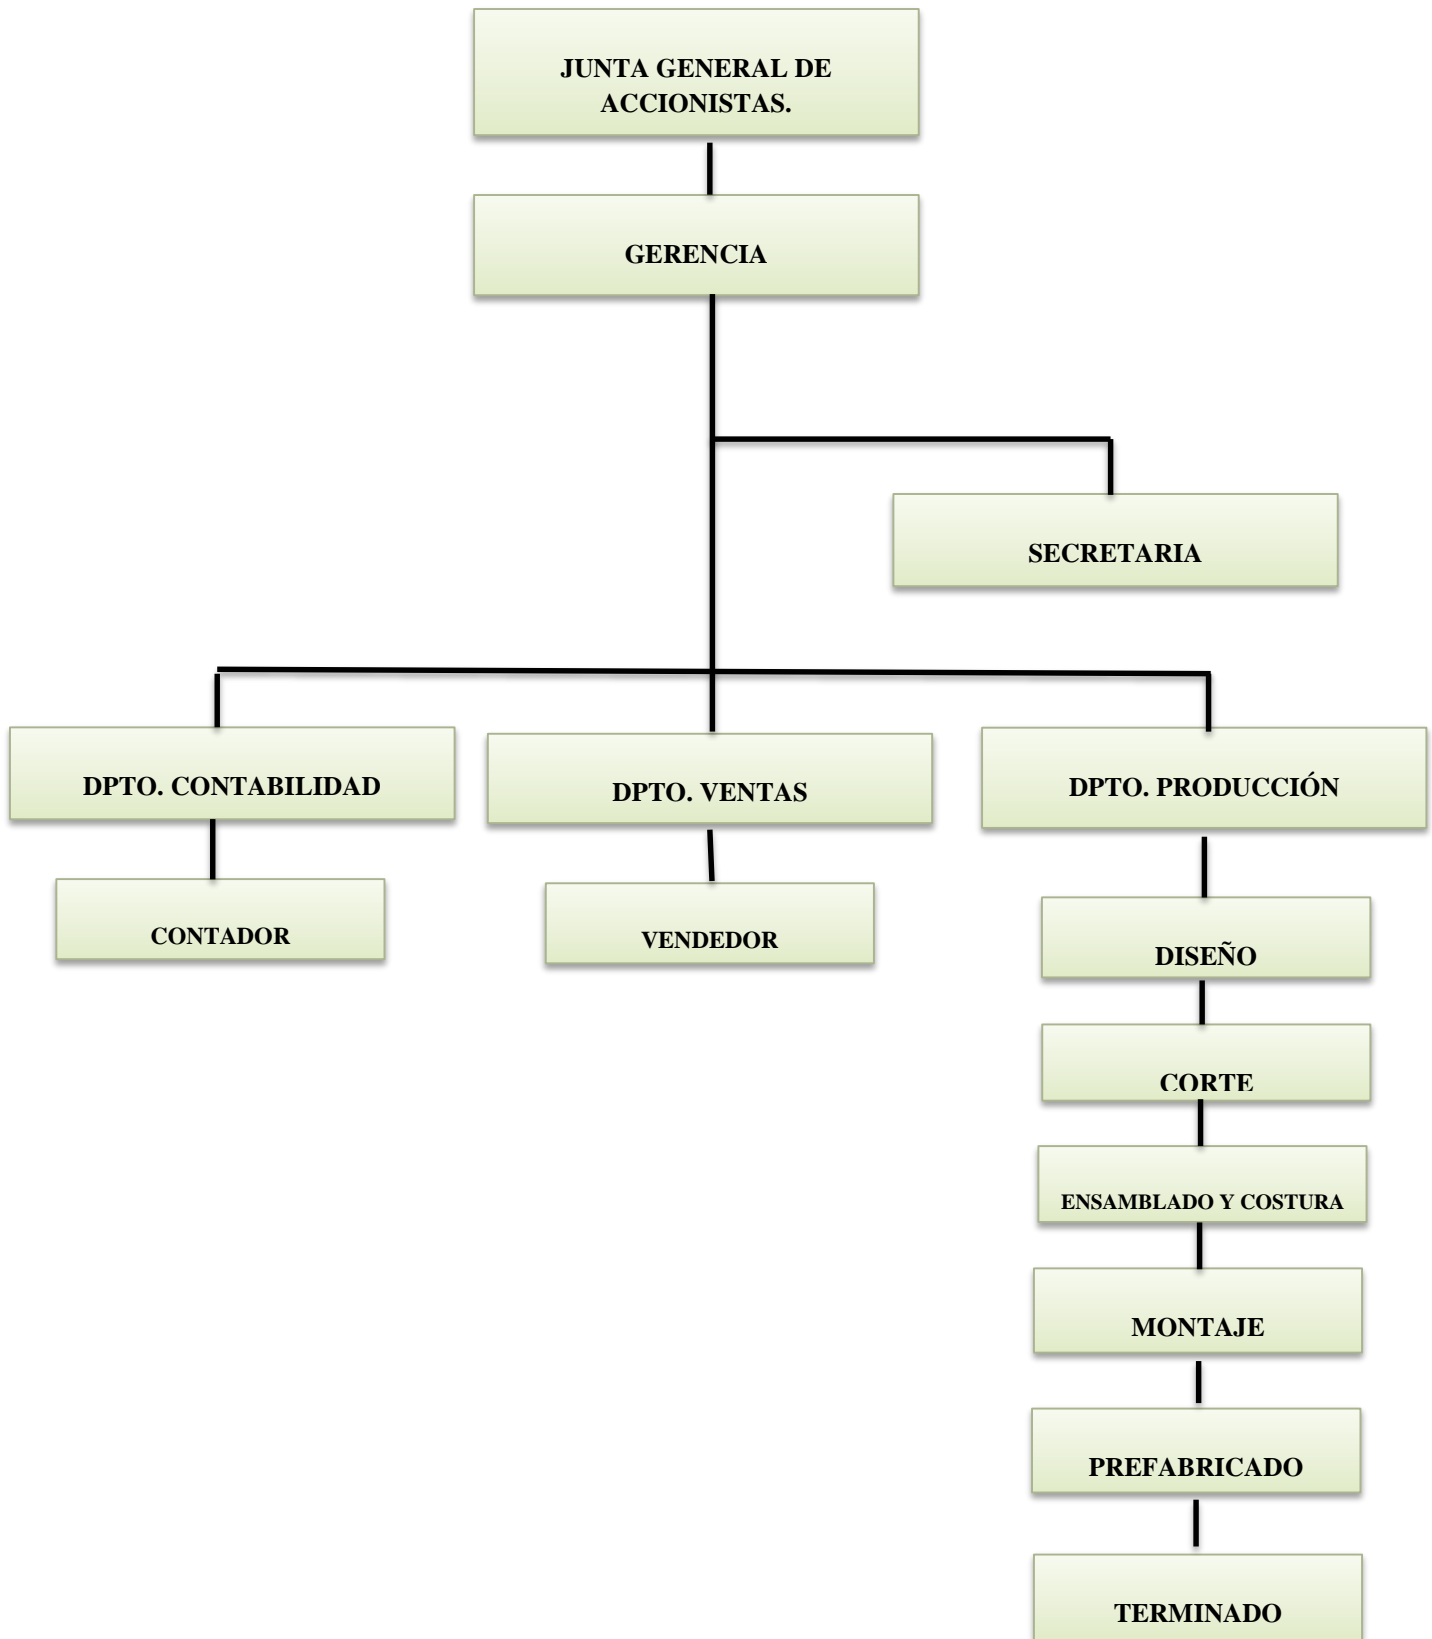 JUNTA GENERAL DE
ACCIONISTAS.
GERENCIA
SECRETARIA
DPTO. CONTABILIDAD
DPTO. VENTAS
DPTO. PRODUCCIÓN
CONTADOR
VENDEDOR
DISEÑO
CORTE
ENSAMBLADO Y COSTURA
MONTAJE
PREFABRICADO
TERMINADO